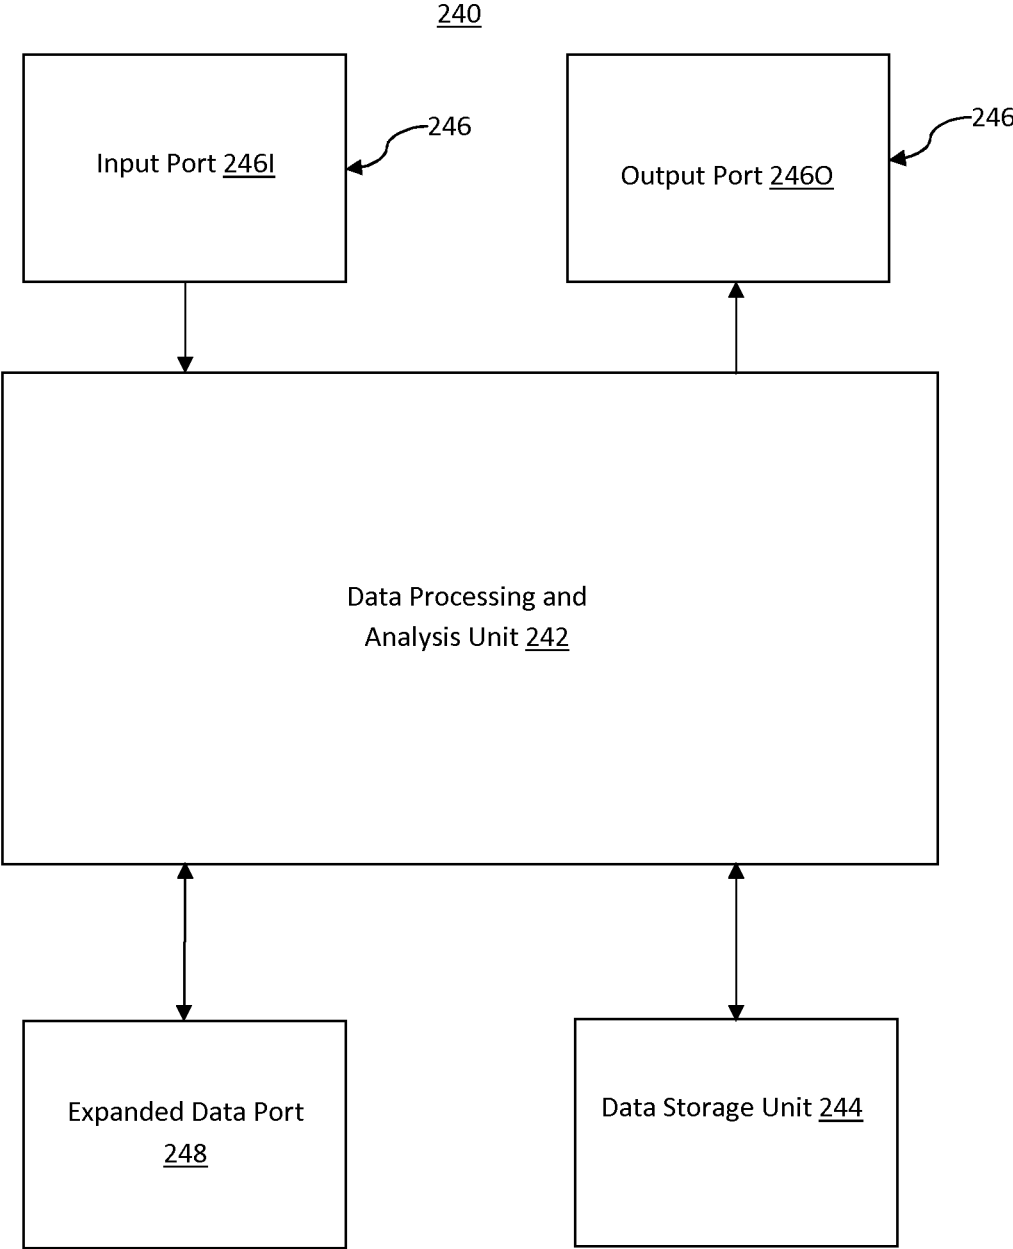 240
246
246
Input Port 246I
Output Port 246O
Data Processing and
Analysis Unit 242
Expanded Data Port
248
Data Storage Unit 244